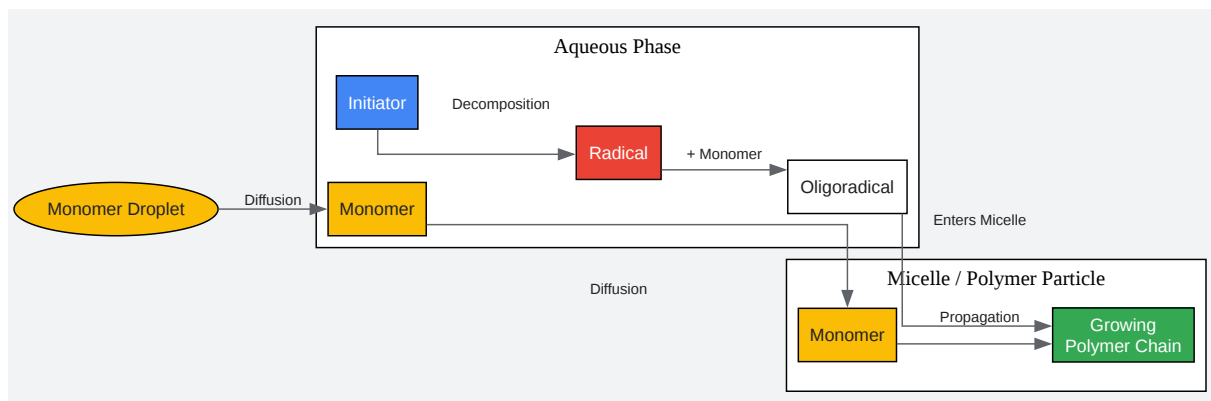 Aqueous Phase
Initiator
Decomposition
Radical
+ Monomer
Oligoradical
Monomer Droplet
Diffusion
Monomer
Enters Micelle
Diffusion
Micelle / Polymer Particle
Monomer
Propagation
Growing
Polymer Chain